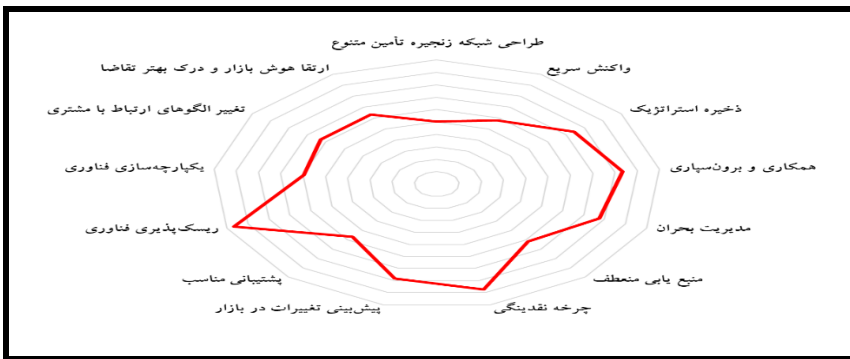 طراحی شبکه زنجیره تأمین متنوع
واکنش سریع
ارتقا هوش بازار و درک بهتر تقاضا
ذخیره استراتژیک
تغییر الگوهای ارتباط با مشتری
همکاری و برون‌سپاری
یکپارچه‌سازی فناوری
مدیریت بحران
ریسک‌پذیری فناوری
منبع یابی منعطف
پشتیبانی مناسب
چرخه نقدینگی
پیش‌بینی تغییرات در بازار